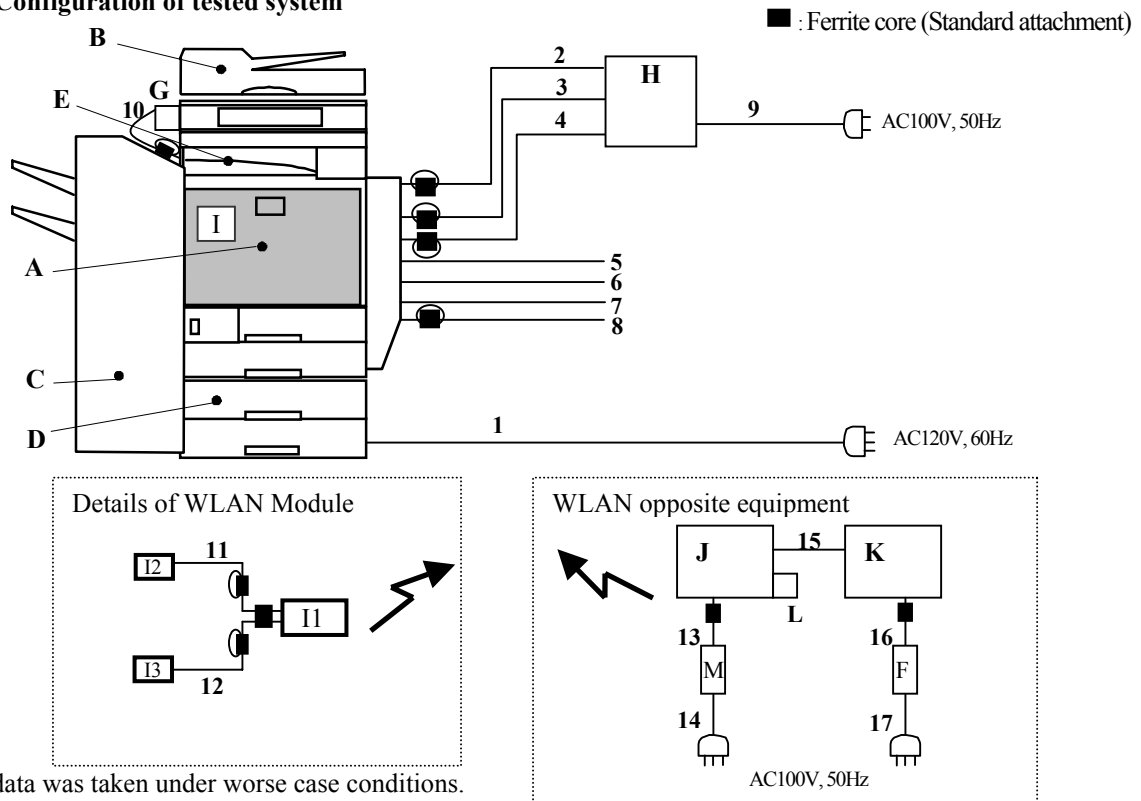 Configuration of tested system
: Ferrite core (Standard attachment)
B
2
H
G
3
E
10
9
4
AC100V, 50Hz
I
A
5
6
7
8
C
D
1
AC120V, 60Hz
Details of WLAN Module
11
I2
I1
I3
12
WLAN opposite equipment
J
15
K
L
13
16
M
F
14
17
AC100V, 50Hz
data was taken under worse case conditions.